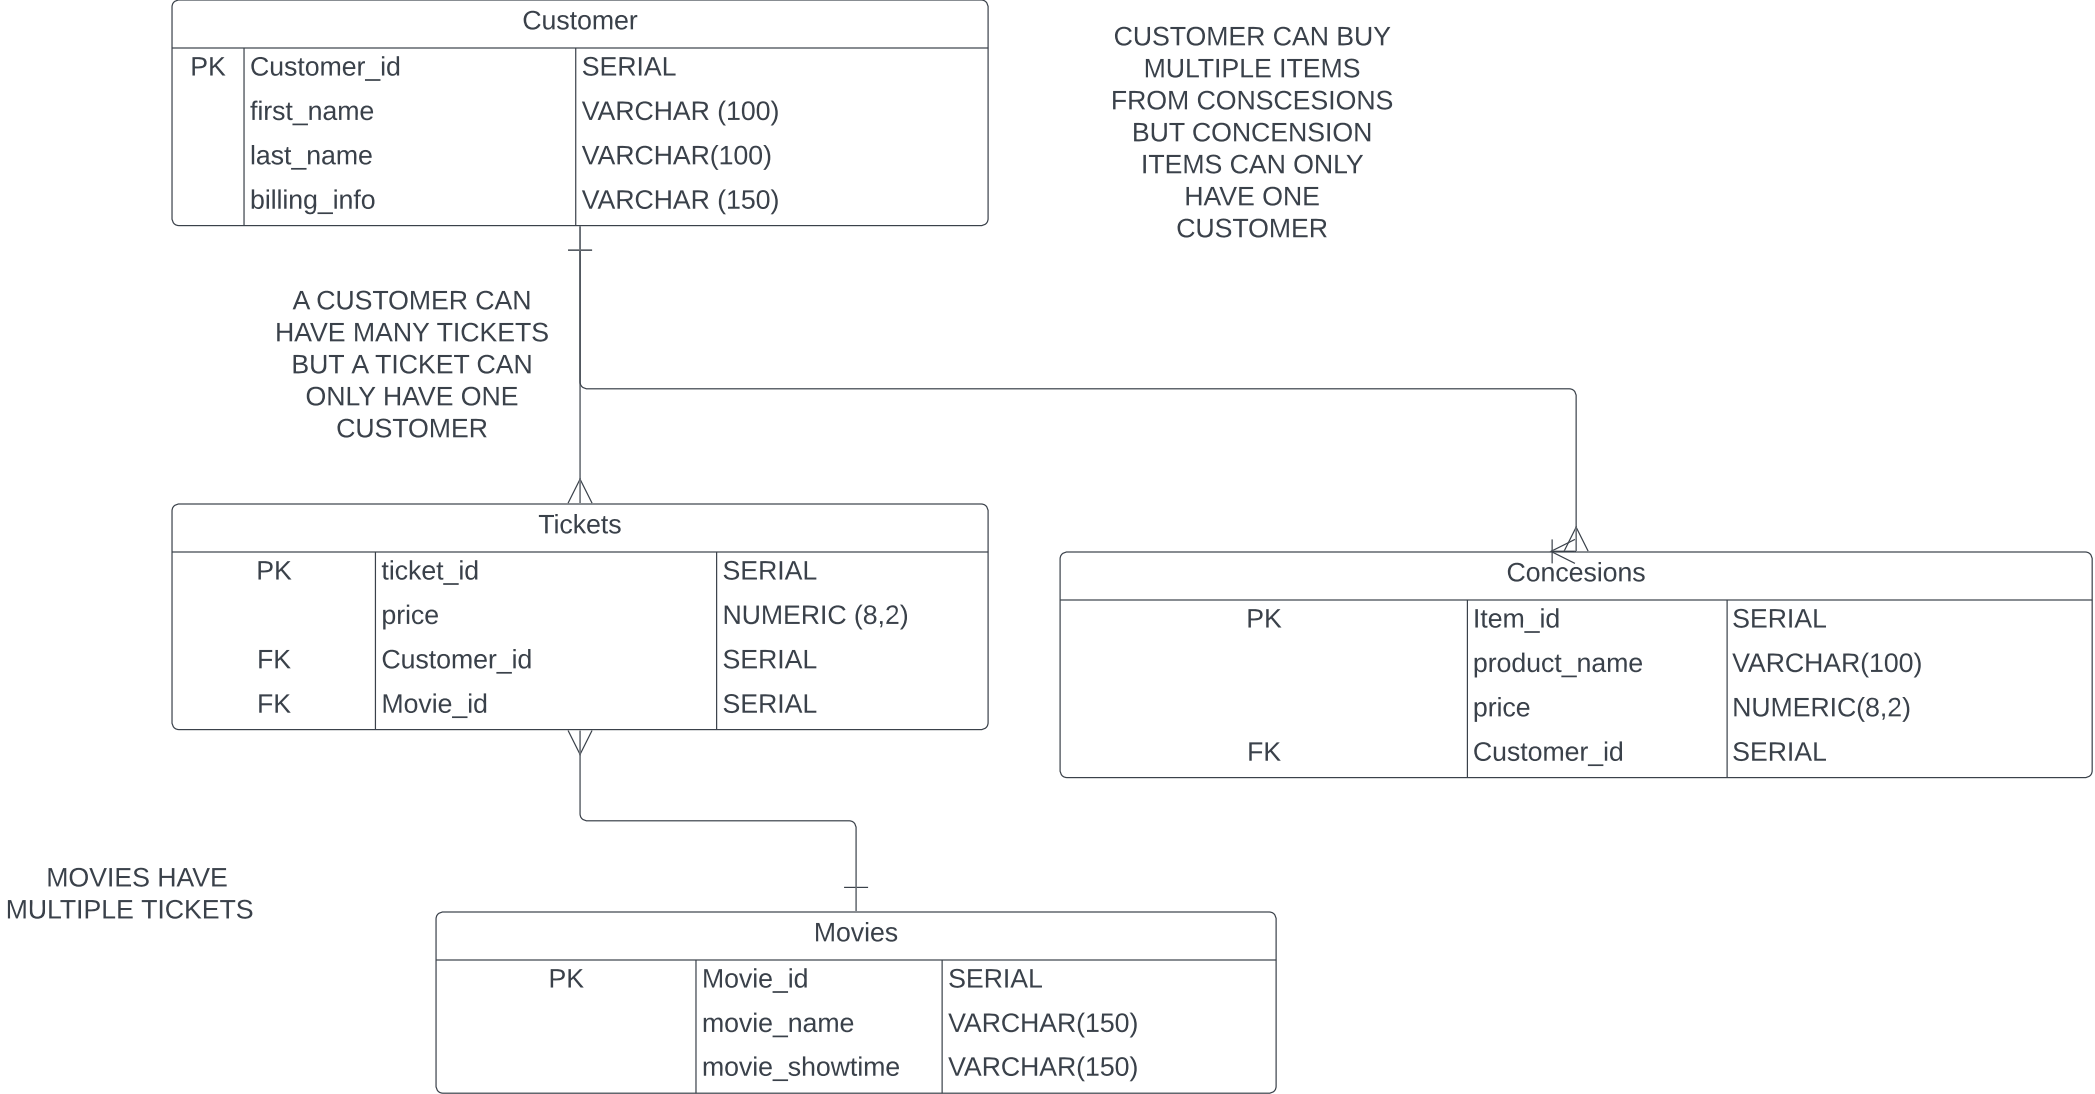 Customer
PK Customer_id SERIAL
first_name VARCHAR (100)
last_name VARCHAR(100)
billing_info VARCHAR (150)
CUSTOMER CAN BUY
MULTIPLE ITEMS
FROM CONSCESIONS
BUT CONCENSION
ITEMS CAN ONLY
HAVE ONE
CUSTOMER
A CUSTOMER CAN
HAVE MANY TICKETS
BUT A TICKET CAN
ONLY HAVE ONE
CUSTOMER
Tickets
PK ticket_id SERIAL
price NUMERIC (8,2)
FK Customer_id SERIAL
FK Movie_id SERIAL
Concesions
PK Item_id SERIAL
product_name VARCHAR(100)
price NUMERIC(8,2)
FK Customer_id SERIAL
MOVIES HAVE
MULTIPLE TICKETS
Movies
PK Movie_id SERIAL
movie_name VARCHAR(150)
movie_showtime VARCHAR(150)